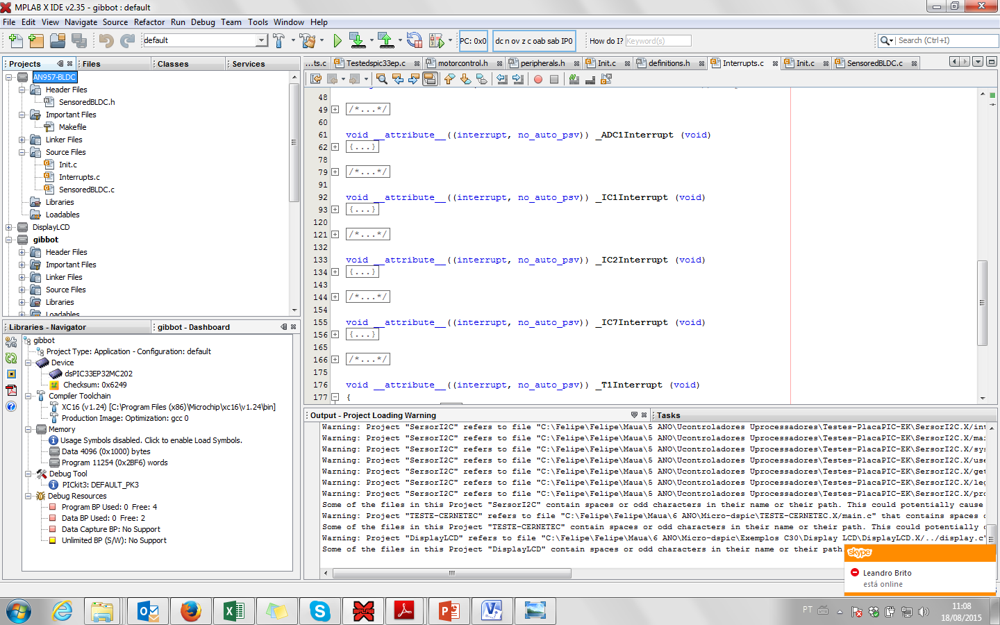 MPLAB X IDE v2.35 - gibbot : default
File Edit View Navigate Source Refactor Run Debug Team Tools Window Help
default
PC: 0x0
dc n ov z c oab sab IP0
How do I?
Keyword(s)
Search (Ctrl+I)
Projects
Files
Classes
Services
AN957-BLDC
Header Files
SensoredBLDC.h
Important Files
Makefile
Linker Files
Source Files
Init.c
Interrupts.c
SensoredBLDC.c
Libraries
Loadables
DisplayLCD
gibbot
Header Files
Important Files
Linker Files
Source Files
Libraries
Loadables
Libraries - Navigator
gibbot - Dashboard
gibbot
Project Type: Application - Configuration: default
Device
dsPIC33EP32MC202
Checksum: 0x6249
Compiler Toolchain
XC16 (v1.24) [C:\Program Files (x86)\Microchip\xc16\v1.24\bin]
Production Image: Optimization: gcc 0
Memory
Usage Symbols disabled. Click to enable Load Symbols.
Data 4096 (0x1000) bytes
Program 11254 (0x2BF6) words
Debug Tool
PICkit3: DEFAULT_PK3
Debug Resources
Program BP Used: 0 Free: 4
Data BP Used: 0 Free: 2
Data Capture BP: No Support
Unlimited BP (S/W): No Support
...ts.c Testedspic33ep.c motorcontrol.h peripherals.h Init.c definitions.h Interrupts.c Init.c SensoredBLDC.c
48
49 /*...*/
60
61 void __attribute__((interrupt, no_auto_psv)) _ADC1Interrupt (void)
62 {...}
78
79 /*...*/
91
92 void __attribute__((interrupt, no_auto_psv)) _IC1Interrupt (void)
93 {...}
120
121 /*...*/
132
133 void __attribute__((interrupt, no_auto_psv)) _IC2Interrupt (void)
134 {...}
143
144 /*...*/
154
155 void __attribute__((interrupt, no_auto_psv)) _IC7Interrupt (void)
156 {...}
165
166 /*...*/
175
176 void __attribute__((interrupt, no_auto_psv)) _T1Interrupt (void)
177 {
Output - Project Loading Warning
Tasks
Warning: Project "SersorI2C" refers to file "C:\Felipe\Felipe\Maua\5 ANO\Ucontroladores Uprocessadores\Testes-PlacaPIC-EK\SersorI2C.X/int
Warning: Project "SersorI2C" refers to file "C:\Felipe\Felipe\Maua\5 ANO\Ucontroladores Uprocessadores\Testes-PlacaPIC-EK\SersorI2C.X/mai
Warning: Project "SersorI2C" refers to file "C:\Felipe\Felipe\Maua\5 ANO\Ucontroladores Uprocessadores\Testes-PlacaPIC-EK\SersorI2C.X/sys
Warning: Project "SersorI2C" refers to file "C:\Felipe\Felipe\Maua\5 ANO\Ucontroladores Uprocessadores\Testes-PlacaPIC-EK\SersorI2C.X/use
Warning: Project "SersorI2C" refers to file "C:\Felipe\Felipe\Maua\5 ANO\Ucontroladores Uprocessadores\Testes-PlacaPIC-EK\SersorI2C.X/get
Warning: Project "SersorI2C" refers to file "C:\Felipe\Felipe\Maua\5 ANO\Ucontroladores Uprocessadores\Testes-PlacaPIC-EK\SersorI2C.X/leg
Warning: Project "SersorI2C" refers to file "C:\Felipe\Felipe\Maua\5 ANO\Ucontroladores Uprocessadores\Testes-PlacaPIC-EK\SersorI2C.X/pro
Some of the files in this Project "SersorI2C" contain spaces or odd characters in their name or their path. This could potentially cause
Warning: Project "TESTE-CERNETEC" refers to file "C:\Felipe\Felipe\Maua\6 ANO\Micro-dspic\TESTE-CERNETEC.X/main.c" that contains spaces o
Some of the files in this Project "TESTE-CERNETEC" contain spaces or odd characters in their name or their path. This could potentially c
Warning: Project "DisplayLCD" refers to file "C:\Felipe\Felipe\Maua\6 ANO\Micro-dspic\Exemplos C30\Display LCD\DisplayLCD.X/../display.c"
Some of the files in this Project "DisplayLCD" contain spaces or odd characters in their name or their path.
skype
Leandro Brito
está online
PT
11:08
18/08/2015